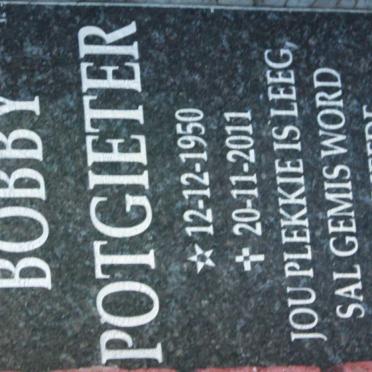 BOBBY
POTGIETER
☆ 12-12-1950
✝ 20-11-2011
JOU PLEKKIE IS LEEG,
SAL GEMIS WORD